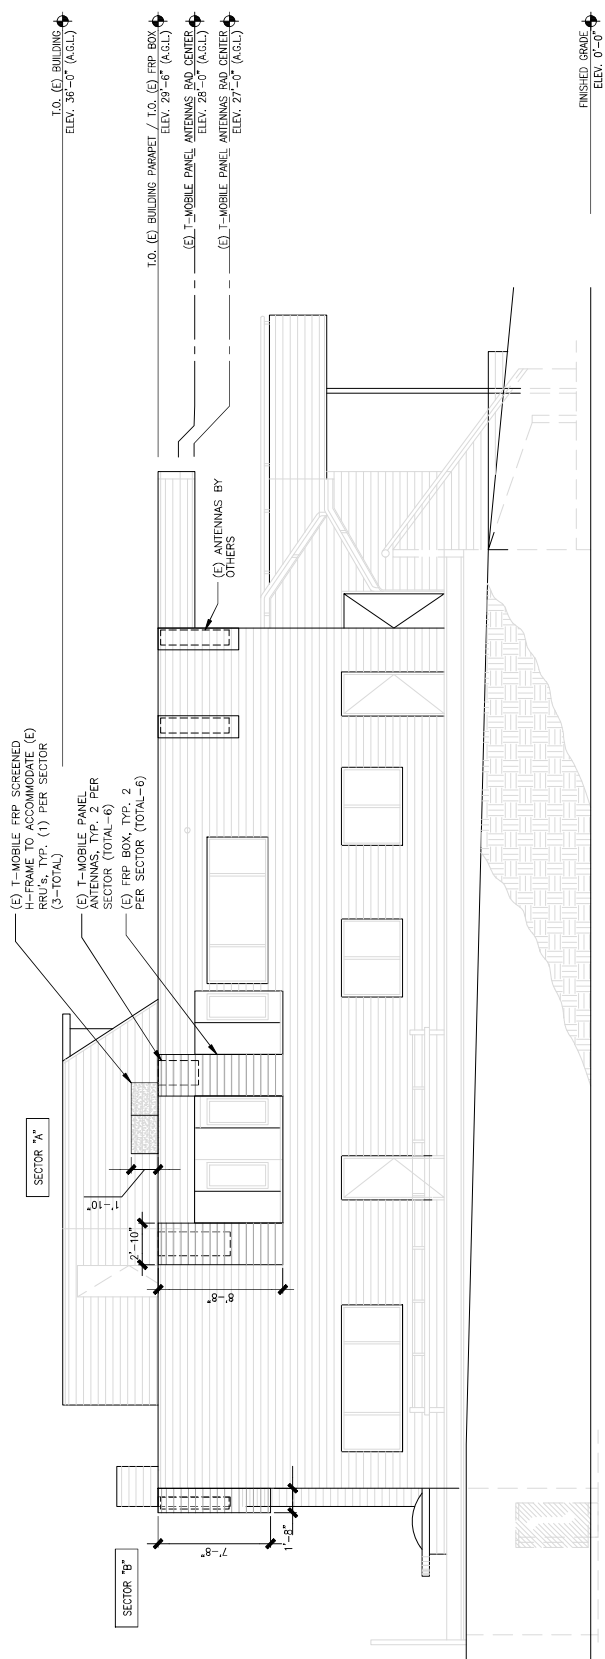 T.O. (E) BUILDING
ELEV. 36'-0" (A.G.L.)
T.O. (E) BUILDING PARAPET / T.O. (E) FRP BOX
ELEV. 29'-6" (A.G.L.)
(E) T-MOBILE PANEL ANTENNAS RAD CENTER
ELEV. 28'-0" (A.G.L.)
(E) T-MOBILE PANEL ANTENNAS RAD CENTER
ELEV. 27'-0" (A.G.L.)
FINISHED GRADE
ELEV. 0'-0"
(E) ANTENNAS BY
OTHERS
(E) T-MOBILE FRP SCREENED
H-FRAME TO ACCOMMODATE (E)
RRU's, TYP. (1) PER SECTOR
(3-TOTAL)
(E) T-MOBILE PANEL
ANTENNAS, TYP. 2 PER
SECTOR (TOTAL-6)
(E) FRP BOX, TYP. 2
PER SECTOR (TOTAL-6)
SECTOR "A"
1'-10"
2'-10"
8'-8"
SECTOR "B"
7'-8"
1'-8"